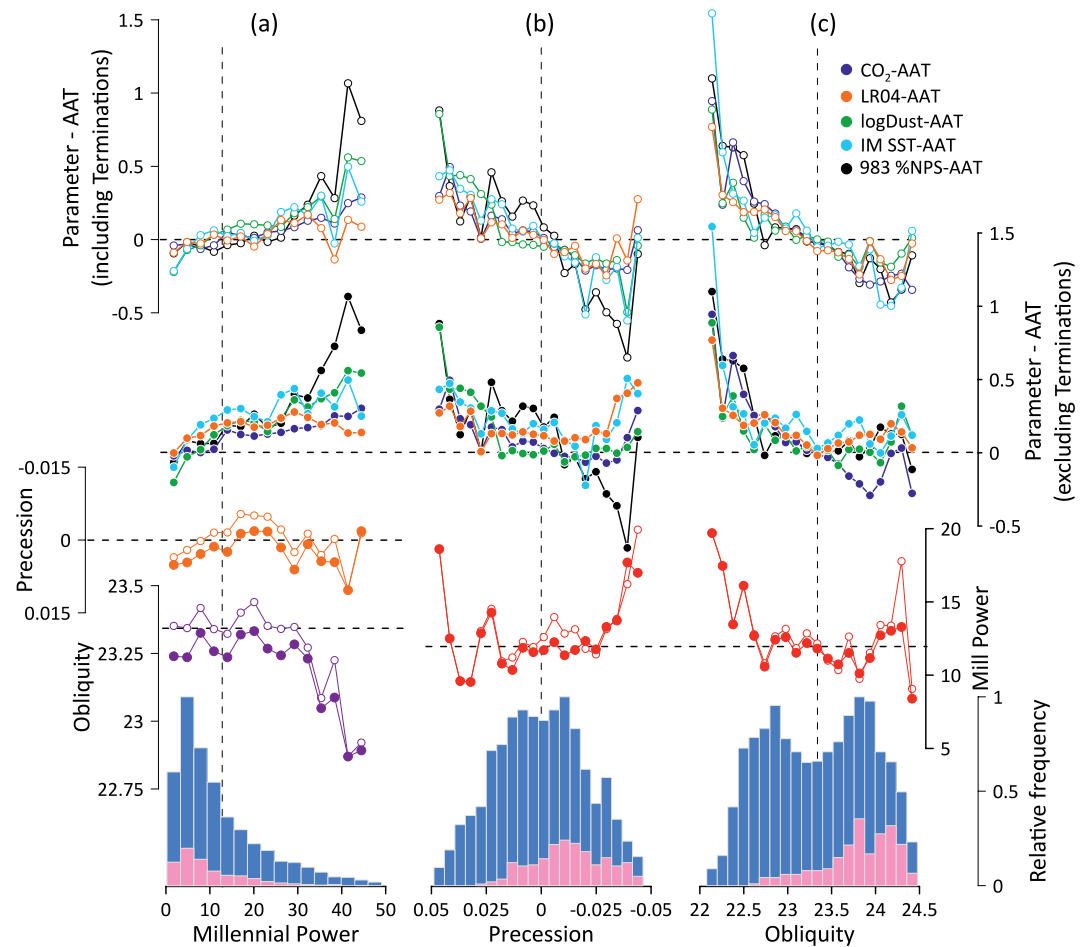 (a)
(b)
(c)
1.5
1
0.5
0
-0.5
Parameter - AAT
(including Terminations)
CO2-AAT
LR04-AAT
logDust-AAT
IM SST-AAT
983 %NPS-AAT
1.5
1
0.5
0
-0.5
Parameter - AAT
(excluding Terminations)
-0.015
0
0.015
Precession
23.5
23.25
23
22.75
Obliquity
20
15
10
5
Mill Power
1
0.5
0
Relative frequency
0 10 20 30 40 50
Millennial Power
0.05 0.025 0 -0.025 -0.05
Precession
22 22.5 23 23.5 24 24.5
Obliquity